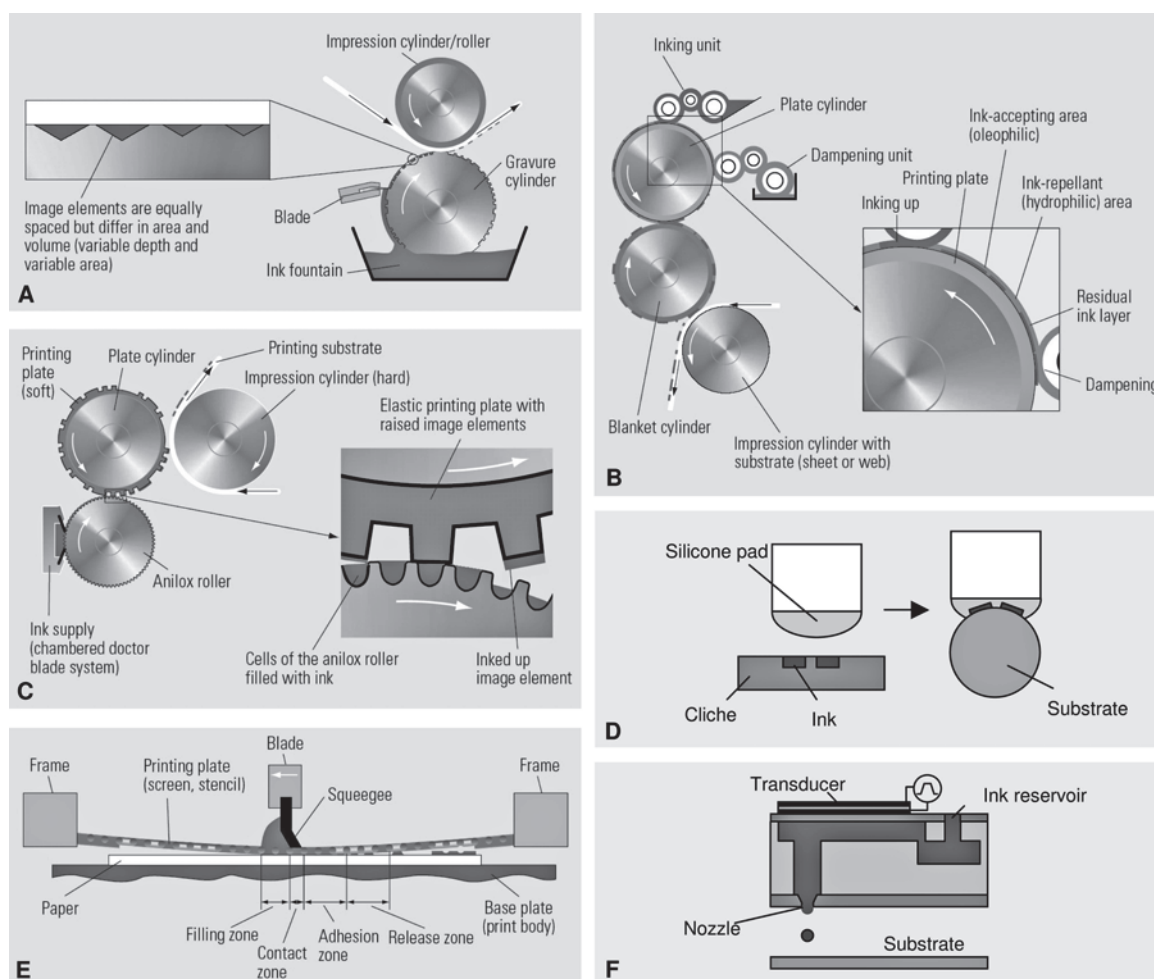 Impression cylinder/roller
Gravure
cylinder
Blade
Image elements are equally
spaced but differ in area and
volume (variable depth and
variable area)
Ink fountain
A
Inking unit
Plate cylinder
Ink-accepting area
(oleophilic)
Dampening unit
Printing plate
Ink-repellant
(hydrophilic) area
Inking up
Residual
ink layer
Dampening
Blanket cylinder
Impression cylinder with
substrate (sheet or web)
B
Printing
plate
(soft)
Plate cylinder
Printing substrate
Impression cylinder (hard)
Elastic printing plate with
raised image elements
Anilox roller
Ink supply
(chambered doctor
blade system)
Cells of the anilox roller
filled with ink
Inked up
image element
C
Silicone pad
Cliche
Ink
Substrate
D
Frame
Printing plate
(screen, stencil)
Blade
Squeegee
Frame
Paper
Filling zone
Contact
zone
Adhesion
zone
Release zone
Base plate
(print body)
E
Transducer
Ink reservoir
Nozzle
Substrate
F